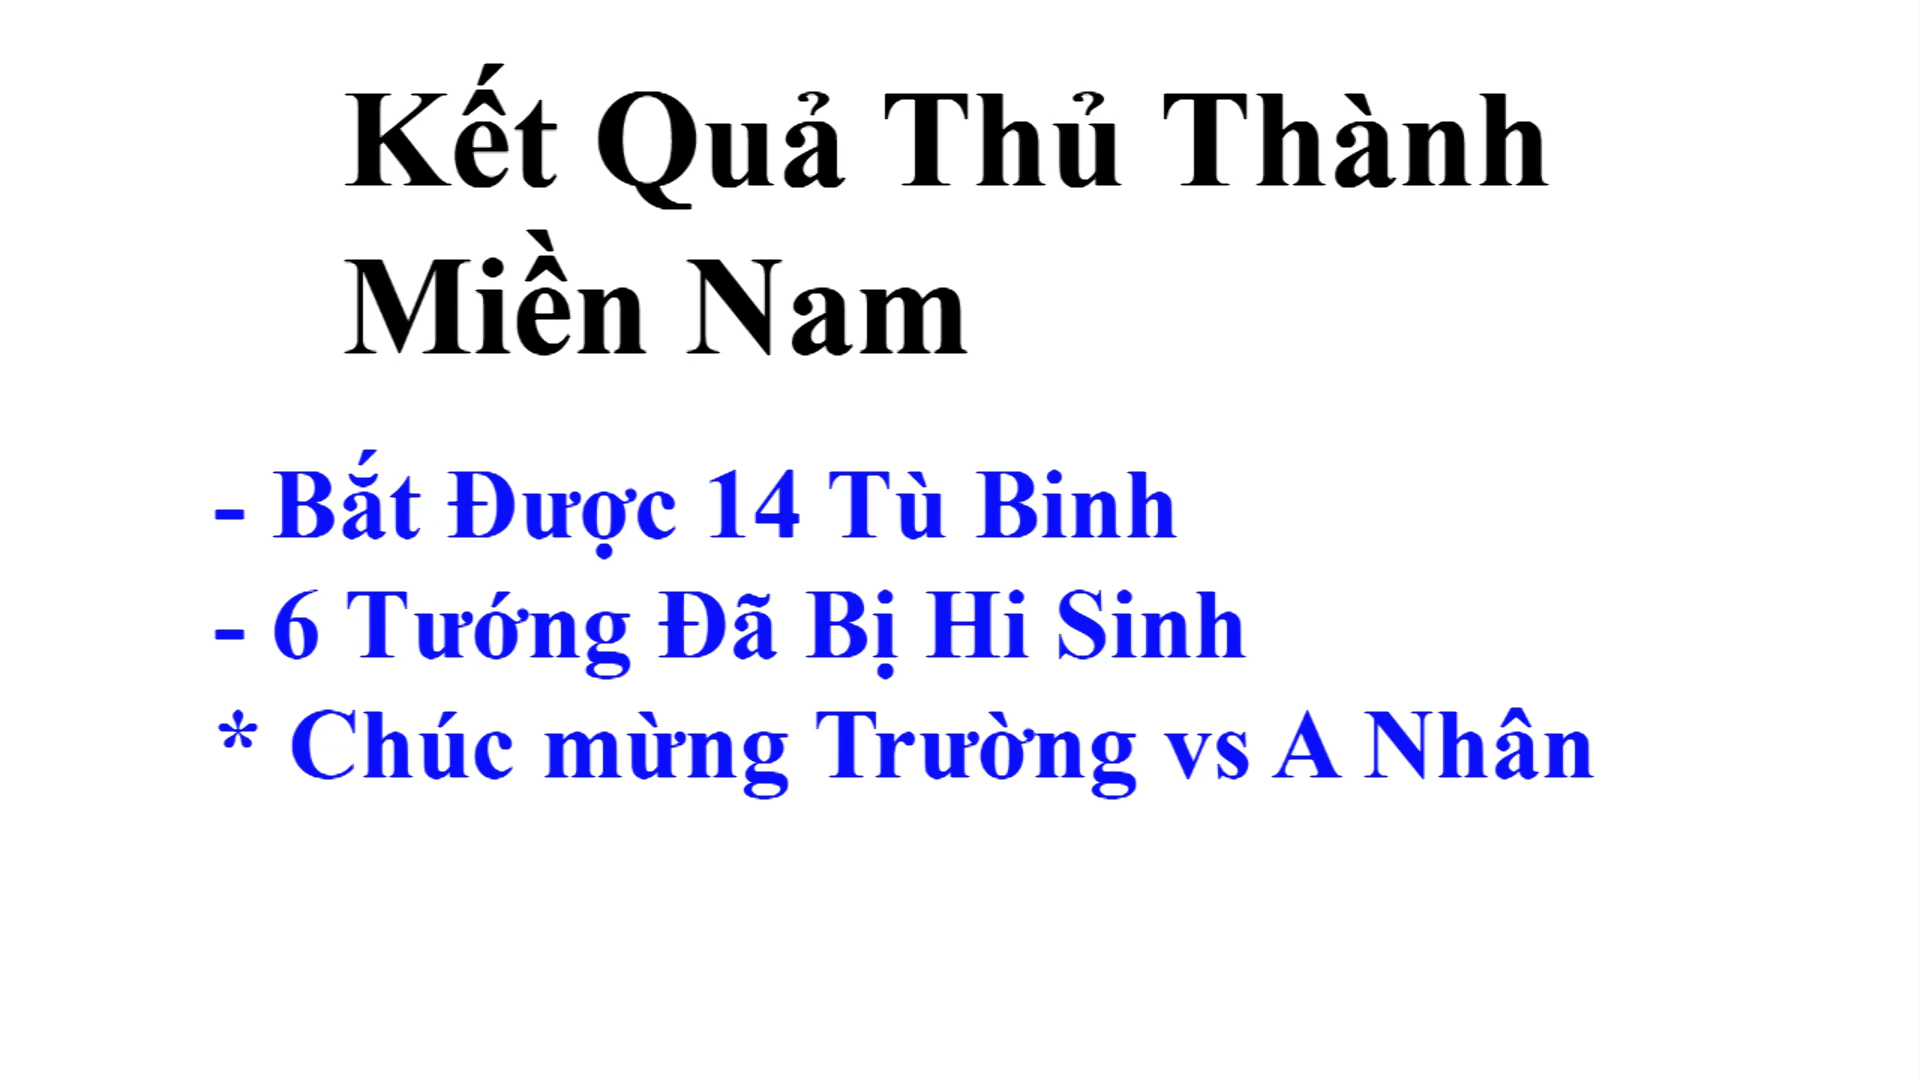 Kết Quả Thủ Thành
Miền Nam
- Bắt Được 14 Tù Binh
- 6 Tướng Đã Bị Hi Sinh
* Chúc mừng Trường vs A Nhân